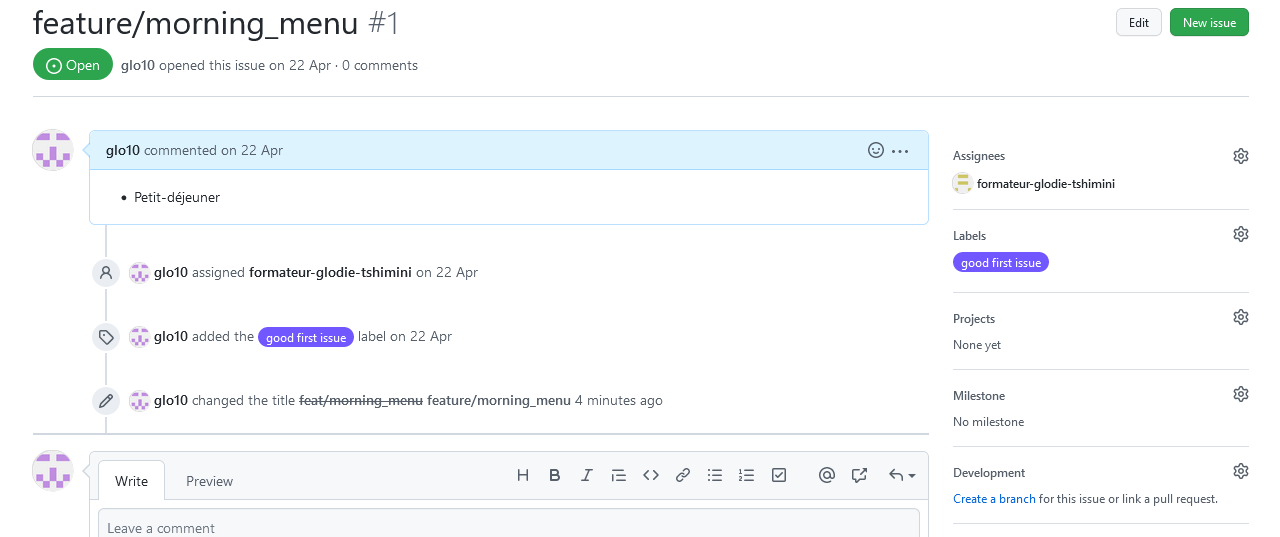 feature/morning_menu #1
Edit
New issue
Open
glo10 opened this issue on 22 Apr · 0 comments
glo10 commented on 22 Apr
• Petit-déjeuner
glo10 assigned formateur-glodie-tshimini on 22 Apr
glo10 added the good first issue label on 22 Apr
glo10 changed the title feat/morning_menu feature/morning_menu 4 minutes ago
Write
Preview
Leave a comment
Assignees
formateur-glodie-tshimini
Labels
good first issue
Projects
None yet
Milestone
No milestone
Development
Create a branch for this issue or link a pull request.